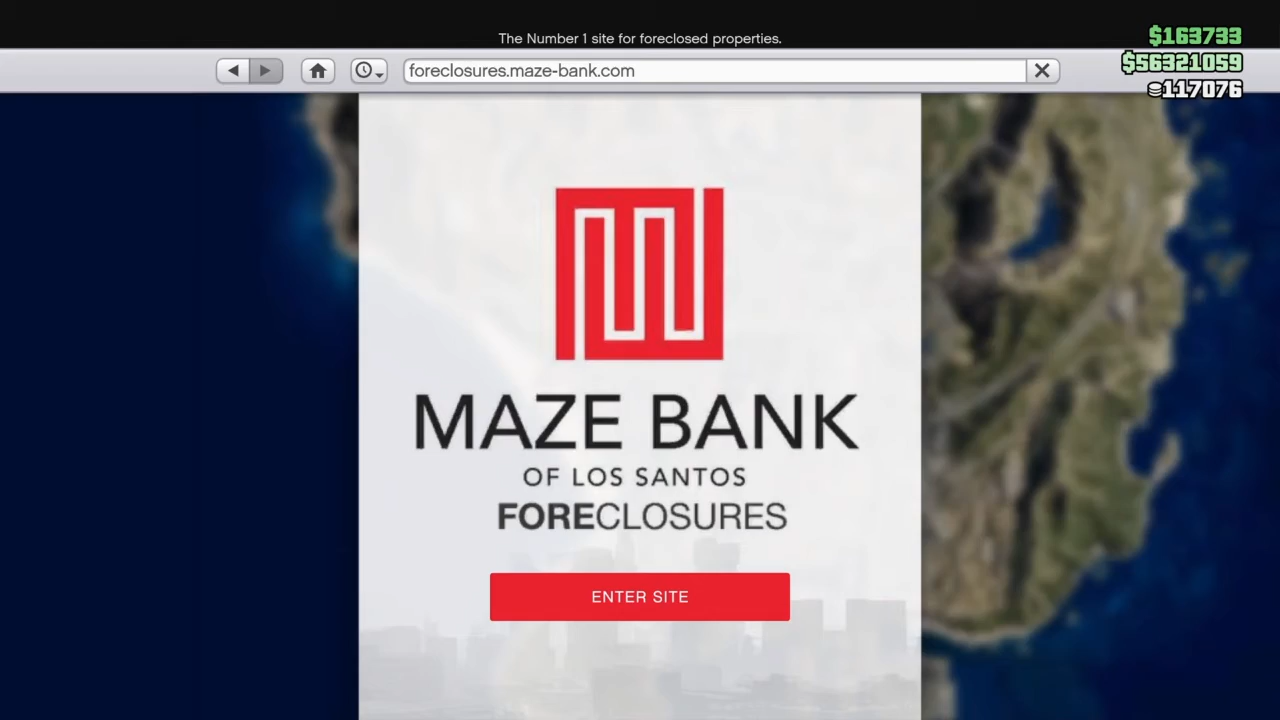 The Number 1 site for foreclosed properties.
$163733
foreclosures.maze-bank.com
$56321059
117076
MAZE BANK
OF LOS SANTOS
FORECLOSURES
ENTER SITE